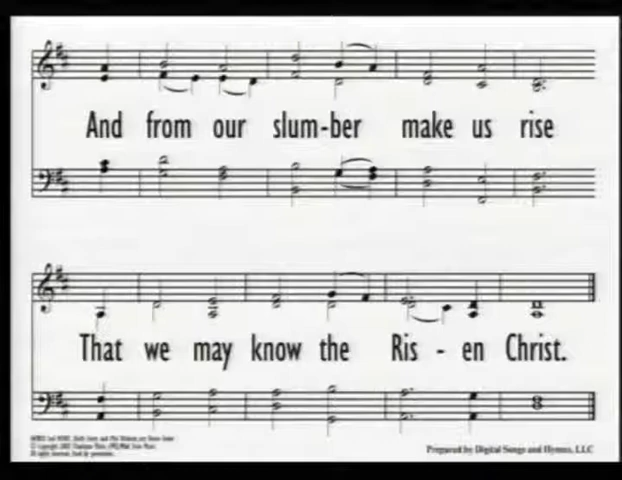 And from our slum-ber make us rise
That we may know the Ris - en Christ.
Prepared by Digital Songs and Hymns, LLC